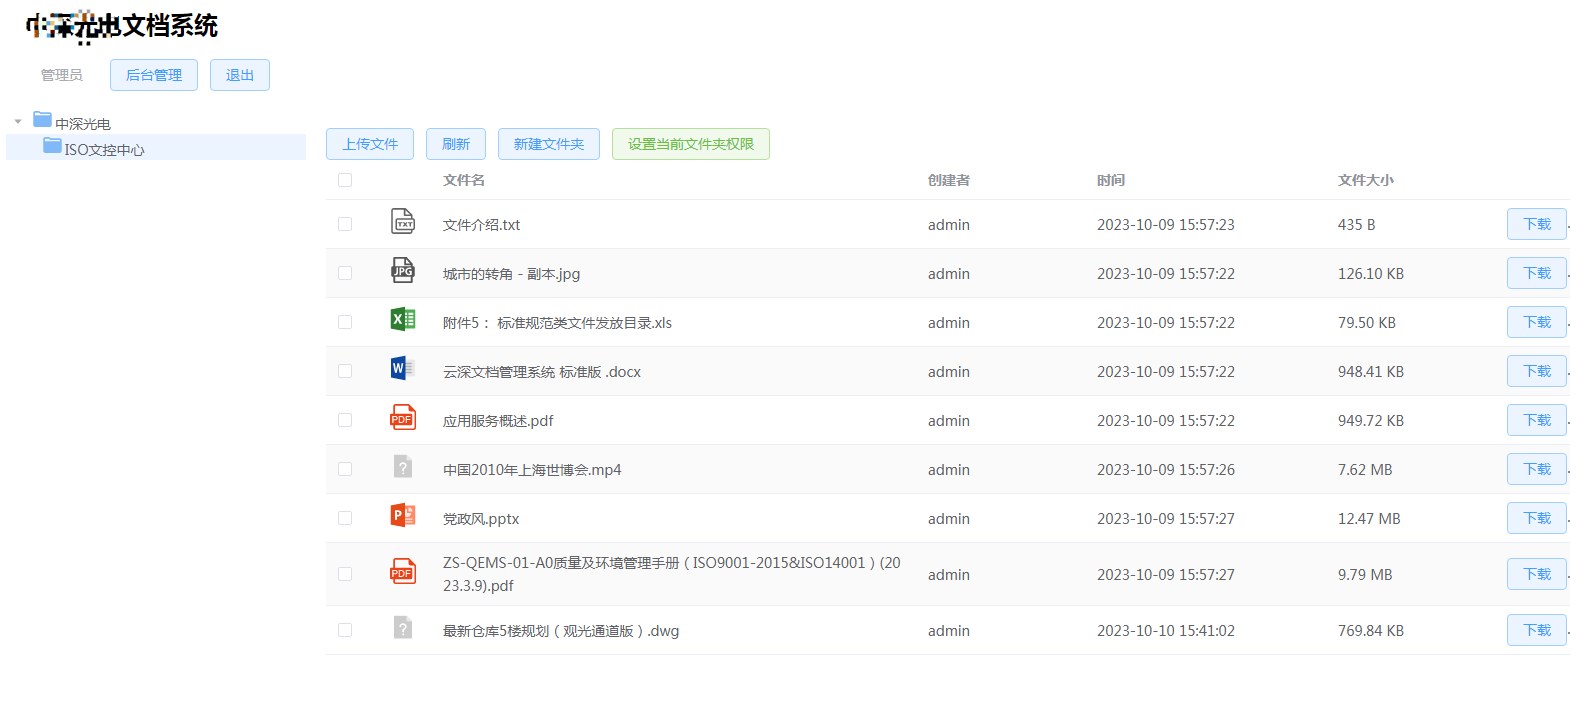 文档系统
管理员 后台管理 退出
中深光电
ISO文控中心
上传文件 刷新 新建文件夹 设置当前文件夹权限
文件名 创建者 时间 文件大小
TXT 文件介绍.txt admin 2023-10-09 15:57:23 435 B 下载
JPG 城市的转角 - 副本.jpg admin 2023-10-09 15:57:22 126.10 KB 下载
X 附件5： 标准规范类文件发放目录.xls admin 2023-10-09 15:57:22 79.50 KB 下载
W 云深文档管理系统 标准版 .docx admin 2023-10-09 15:57:22 948.41 KB 下载
PDF 应用服务概述.pdf admin 2023-10-09 15:57:22 949.72 KB 下载
? 中国2010年上海世博会.mp4 admin 2023-10-09 15:57:26 7.62 MB 下载
P 党政风.pptx admin 2023-10-09 15:57:27 12.47 MB 下载
PDF ZS-QEMS-01-A0质量及环境管理手册（ISO9001-2015&ISO14001）(20
23.3.9).pdf admin 2023-10-09 15:57:27 9.79 MB 下载
? 最新仓库5楼规划（观光通道版）.dwg admin 2023-10-10 15:41:02 769.84 KB 下载